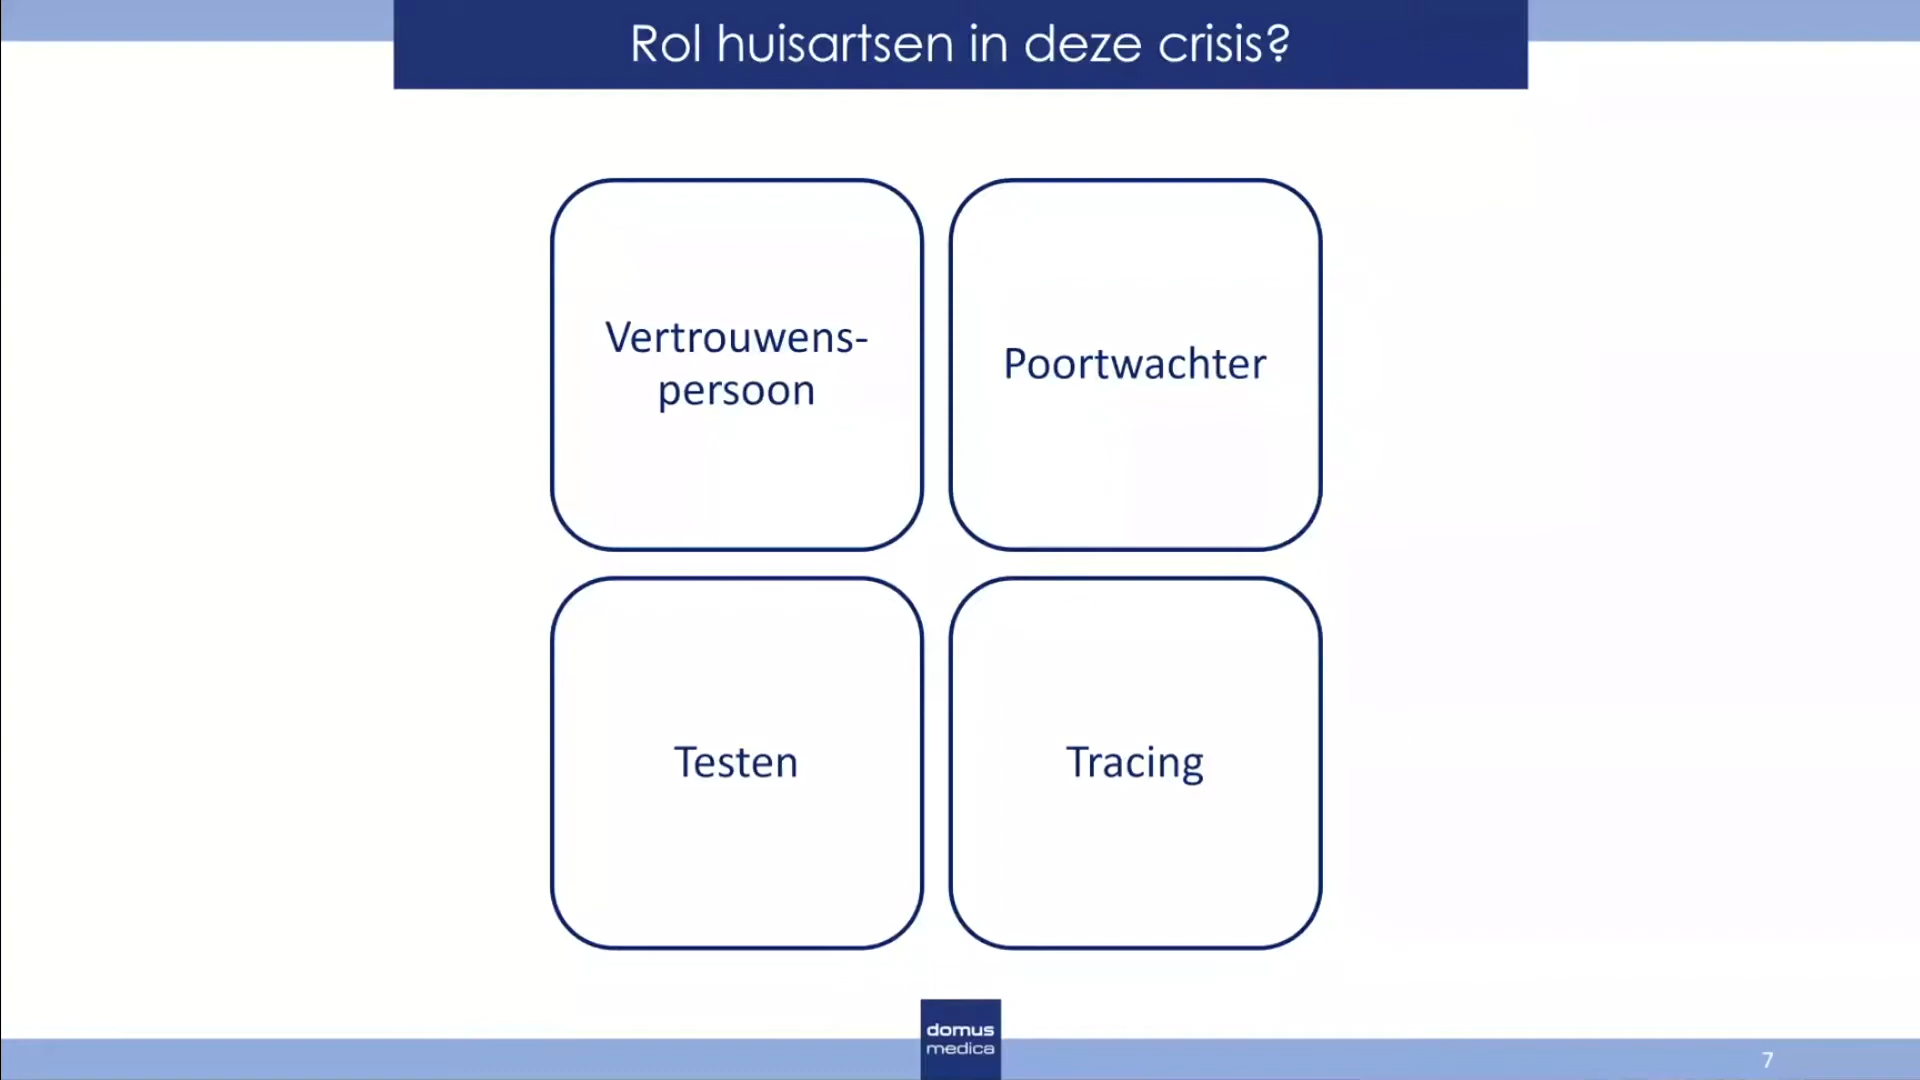 Rol huisartsen in deze crisis?
Vertrouwens-
persoon
Poortwachter
Testen
Tracing
domus
medica
7